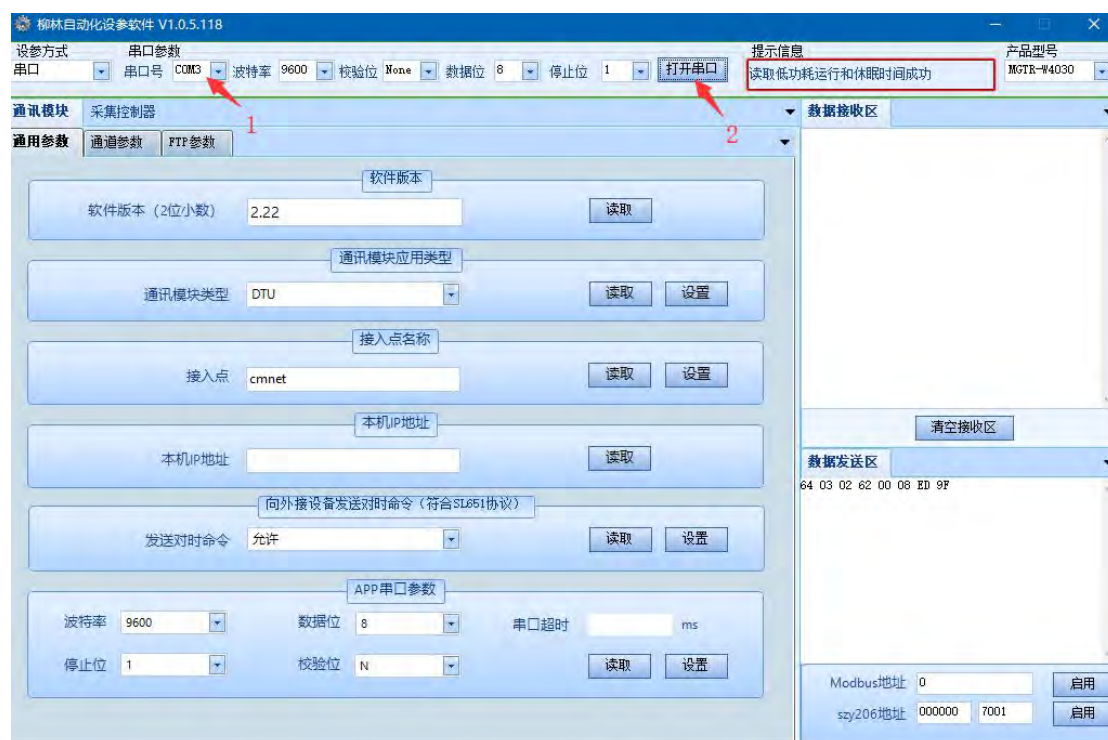 柳林自动化设参软件 V1.0.5.118
设参方式 串口参数 提示信息 产品型号
串口 串口号 COM3 波特率 9600 校验位 None 数据位 8 停止位 1 打开串口 读取低功耗运行和休眠时间成功 MGTR-W4030
1
2
通讯模块 采集控制器
通用参数 通道参数 FTP参数
软件版本
软件版本（2位小数） 2.22 读取
通讯模块应用类型
通讯模块类型 DTU 读取 设置
接入点名称
接入点 cmnet 读取 设置
本机IP地址
本机IP地址 读取
向外接设备发送对时命令（符合SL651协议）
发送对时命令 允许 读取 设置
APP串口参数
波特率 9600 数据位 8 串口超时 ms
停止位 1 校验位 N 读取 设置
数据接收区
清空接收区
数据发送区
64 03 02 62 00 08 ED 9F
Modbus地址 0 启用
szy206地址 000000 7001 启用